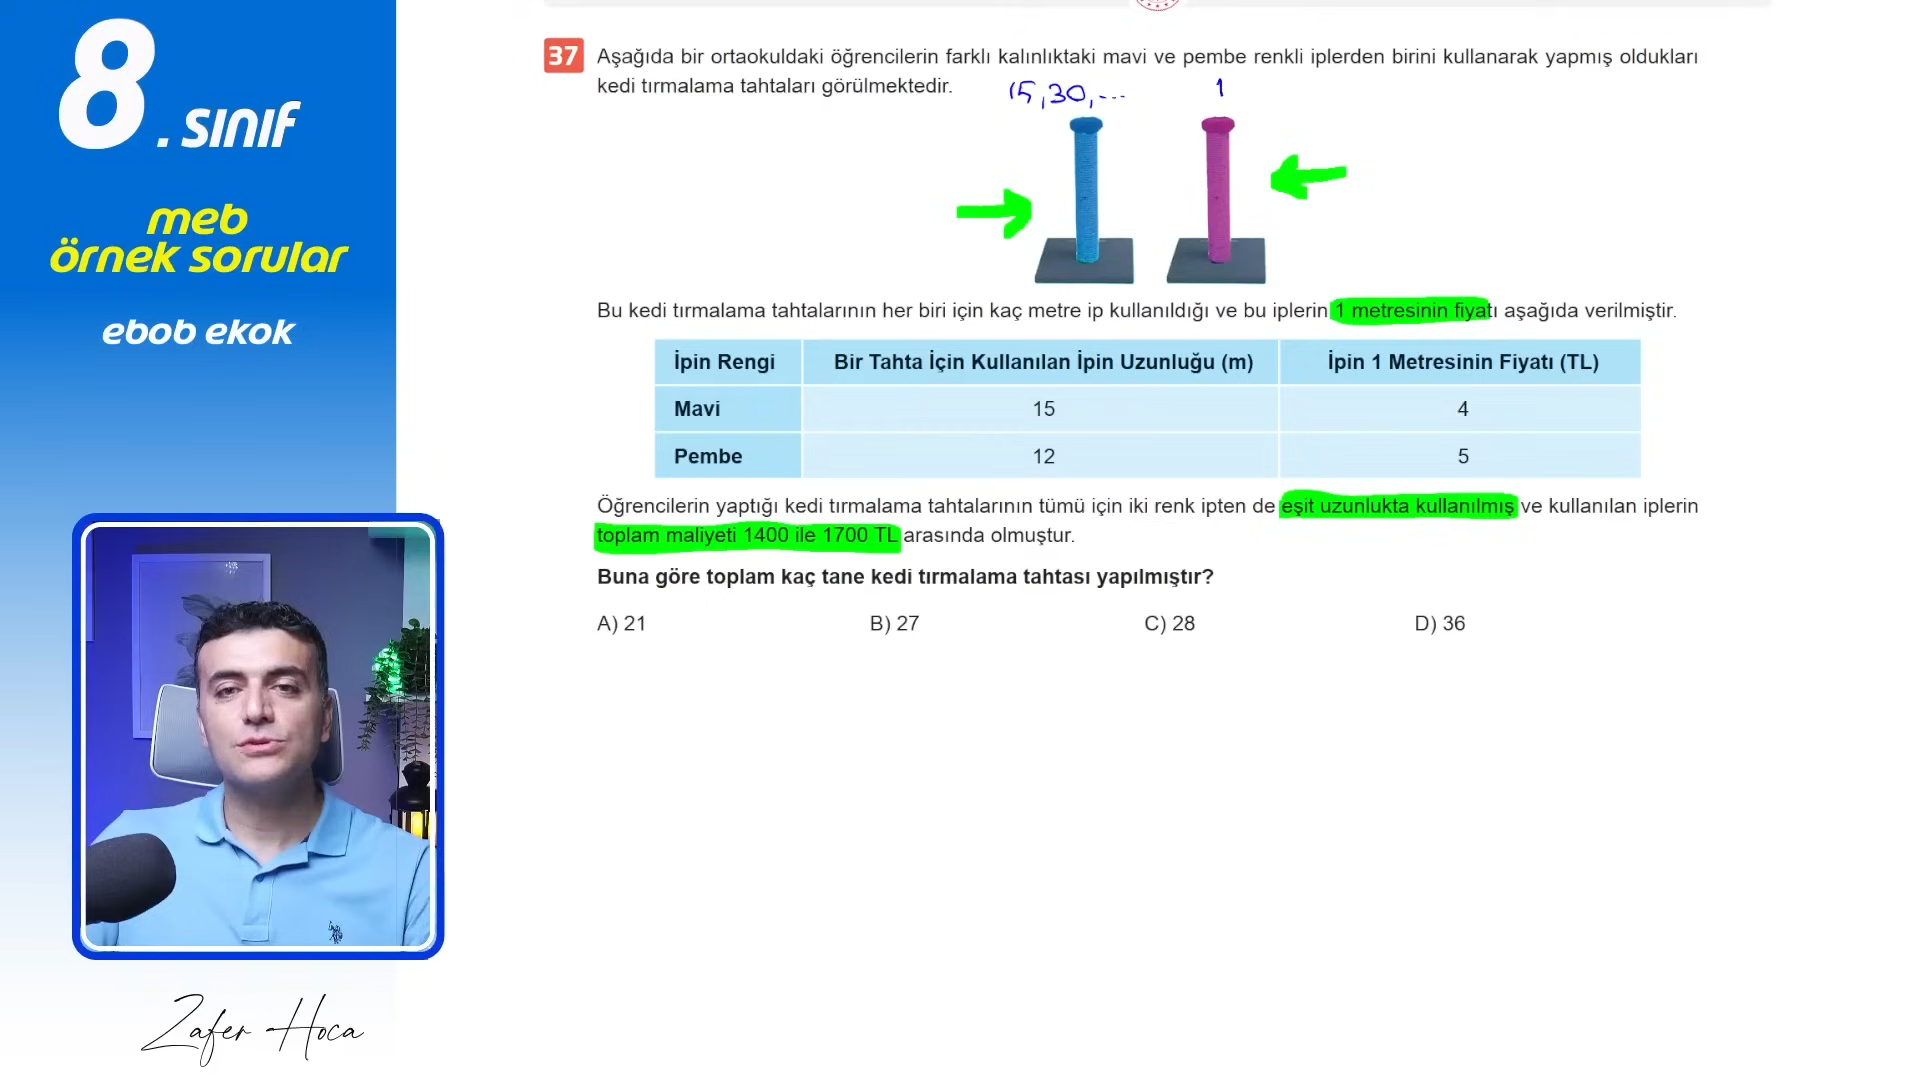 8. SINIF
meb
örnek sorular
ebob ekok
37 Aşağıda bir ortaokuldaki öğrencilerin farklı kalınlıktaki mavi ve pembe renkli iplerden birini kullanarak yapmış oldukları
kedi tırmalama tahtaları görülmektedir.
15,30,... 1
Bu kedi tırmalama tahtalarının her biri için kaç metre ip kullanıldığı ve bu iplerin 1 metresinin fiyatı aşağıda verilmiştir.
İpin Rengi Bir Tahta İçin Kullanılan İpin Uzunluğu (m) İpin 1 Metresinin Fiyatı (TL)
Mavi 15 4
Pembe 12 5
Öğrencilerin yaptığı kedi tırmalama tahtalarının tümü için iki renk ipten de eşit uzunlukta kullanılmış ve kullanılan iplerin
toplam maliyeti 1400 ile 1700 TL arasında olmuştur.
Buna göre toplam kaç tane kedi tırmalama tahtası yapılmıştır?
A) 21 B) 27 C) 28 D) 36
Zafer Hoca